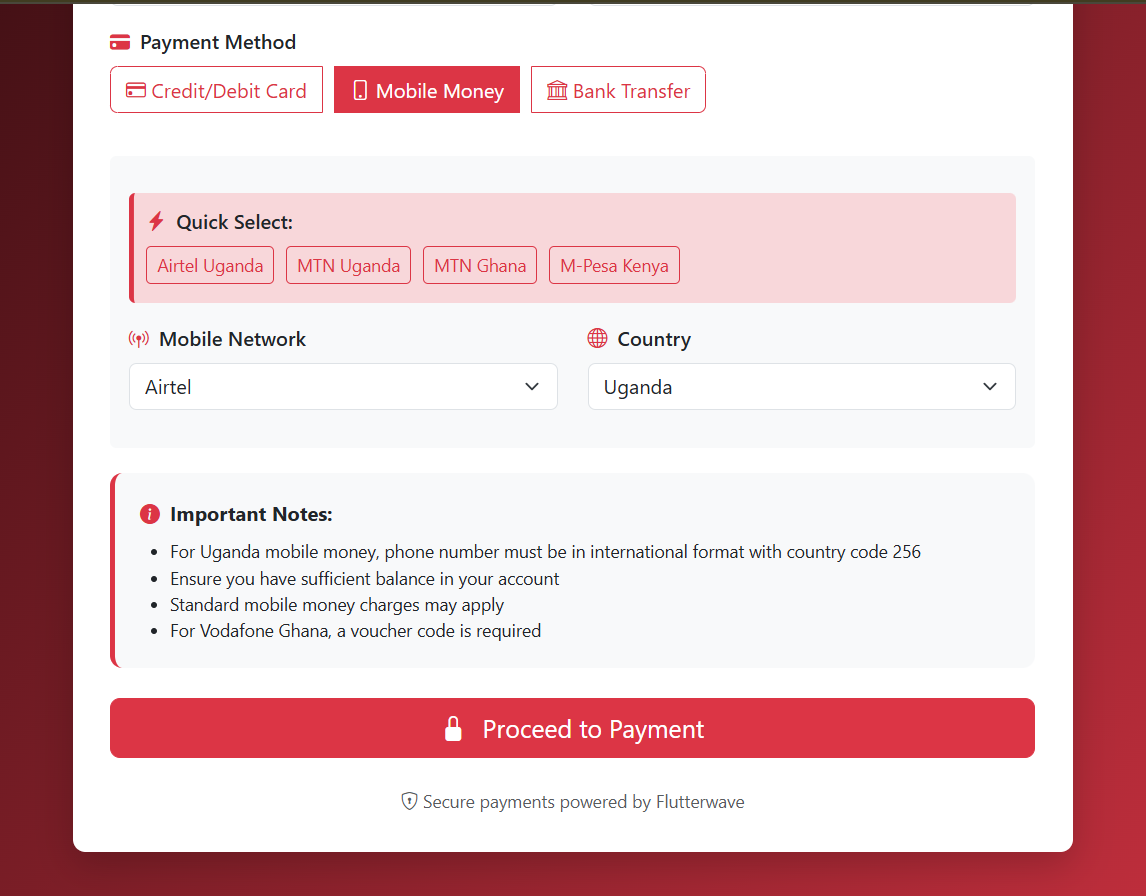 Payment Method
Credit/Debit Card
Mobile Money
Bank Transfer
Quick Select:
Airtel Uganda
MTN Uganda
MTN Ghana
M-Pesa Kenya
Mobile Network
Country
Airtel
Uganda
Important Notes:
For Uganda mobile money, phone number must be in international format with country code 256
Ensure you have sufficient balance in your account
Standard mobile money charges may apply
For Vodafone Ghana, a voucher code is required
Proceed to Payment
Secure payments powered by Flutterwave